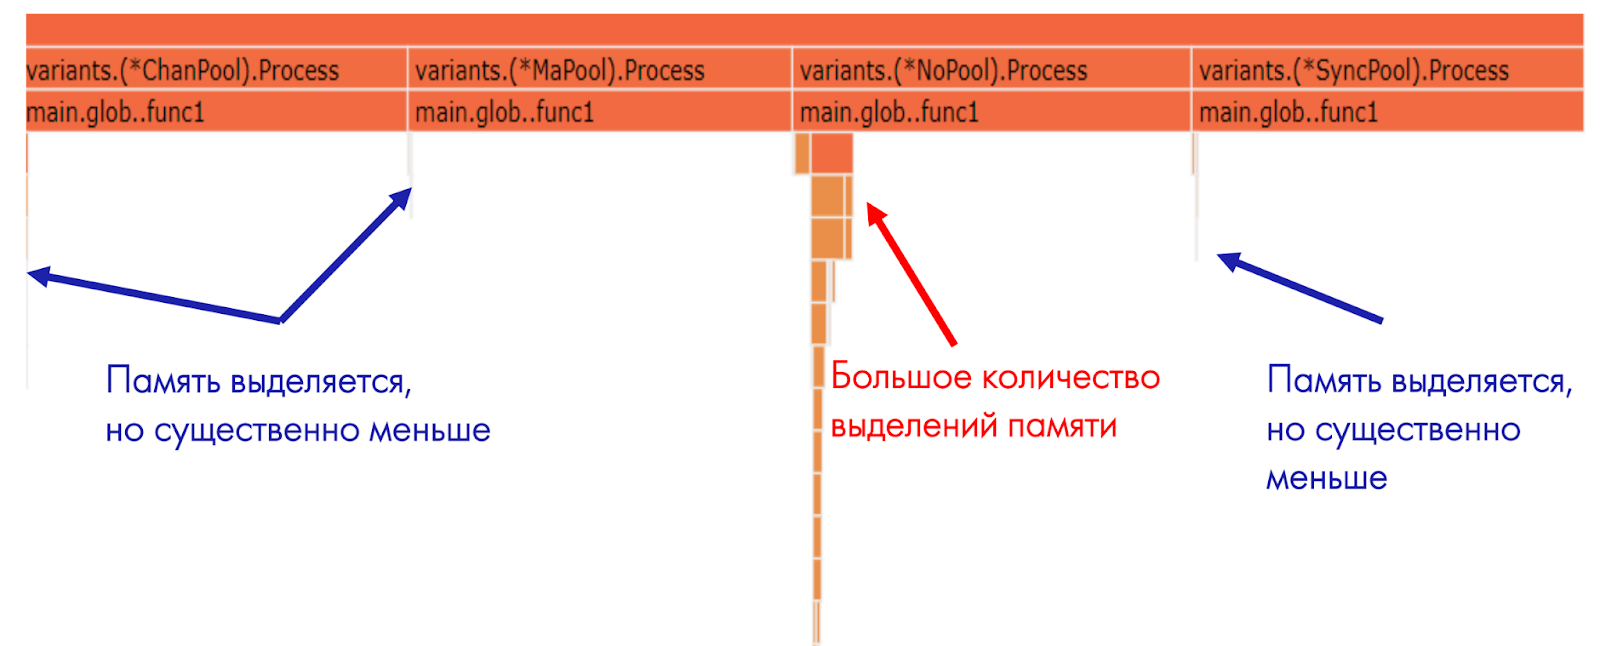 variants.(*ChanPool).Process
variants.(*MaPool).Process
variants.(*NoPool).Process
variants.(*SyncPool).Process
main.glob..func1
main.glob..func1
main.glob..func1
main.glob..func1
Память выделяется,
но существенно меньше
Большое количество
выделений памяти
Память выделяется,
но существенно
меньше